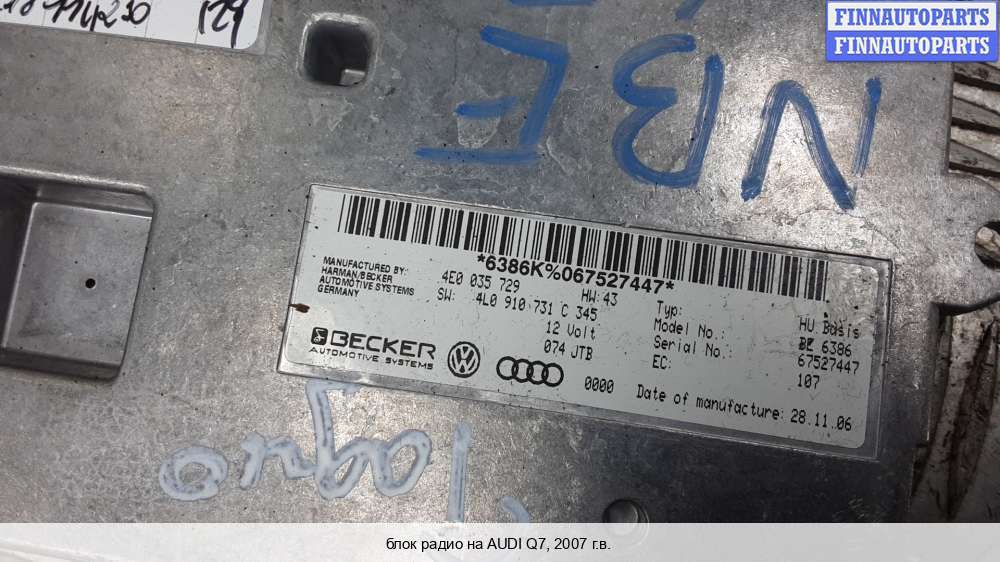 FINNAUTOPARTS
FINNAUTOPARTS
124
NBE
*6386K%067527447*
MANUFACTURED BY:
HARMAN/BECKER
AUTOMOTIVE SYSTEMS
GERMANY
4E0 035 729
HW: 43
SW: 4L0 910 731 C 345
12 Volt
074 JTB
Typ: HU Basis
Model No.: BE 6386
Serial No.: 67527447
EC: 107
BECKER
AUTOMOTIVE SYSTEMS
0000
Date of manufacture: 28.11.06
блок радио на AUDI Q7, 2007 г.в.